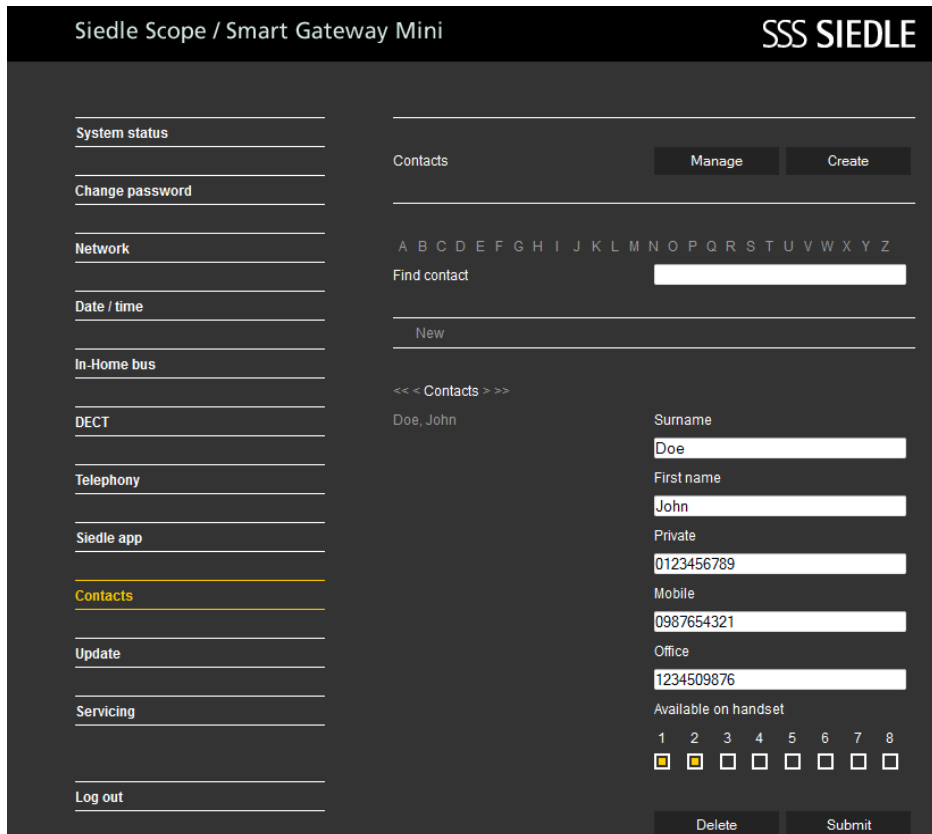 Siedle Scope / Smart Gateway Mini
SSS SIEDLE
System status
Change password
Network
Date / time
In-Home bus
DECT
Telephony
Siedle app
Contacts
Update
Servicing
Log out
Contacts
Manage
Create
A B C D E F G H I J K L M N O P Q R S T U V W X Y Z
Find contact
New
<< < Contacts > >>
Doe, John
Surname
Doe
First name
John
Private
0123456789
Mobile
0987654321
Office
1234509876
Available on handset
1 2 3 4 5 6 7 8
Delete
Submit